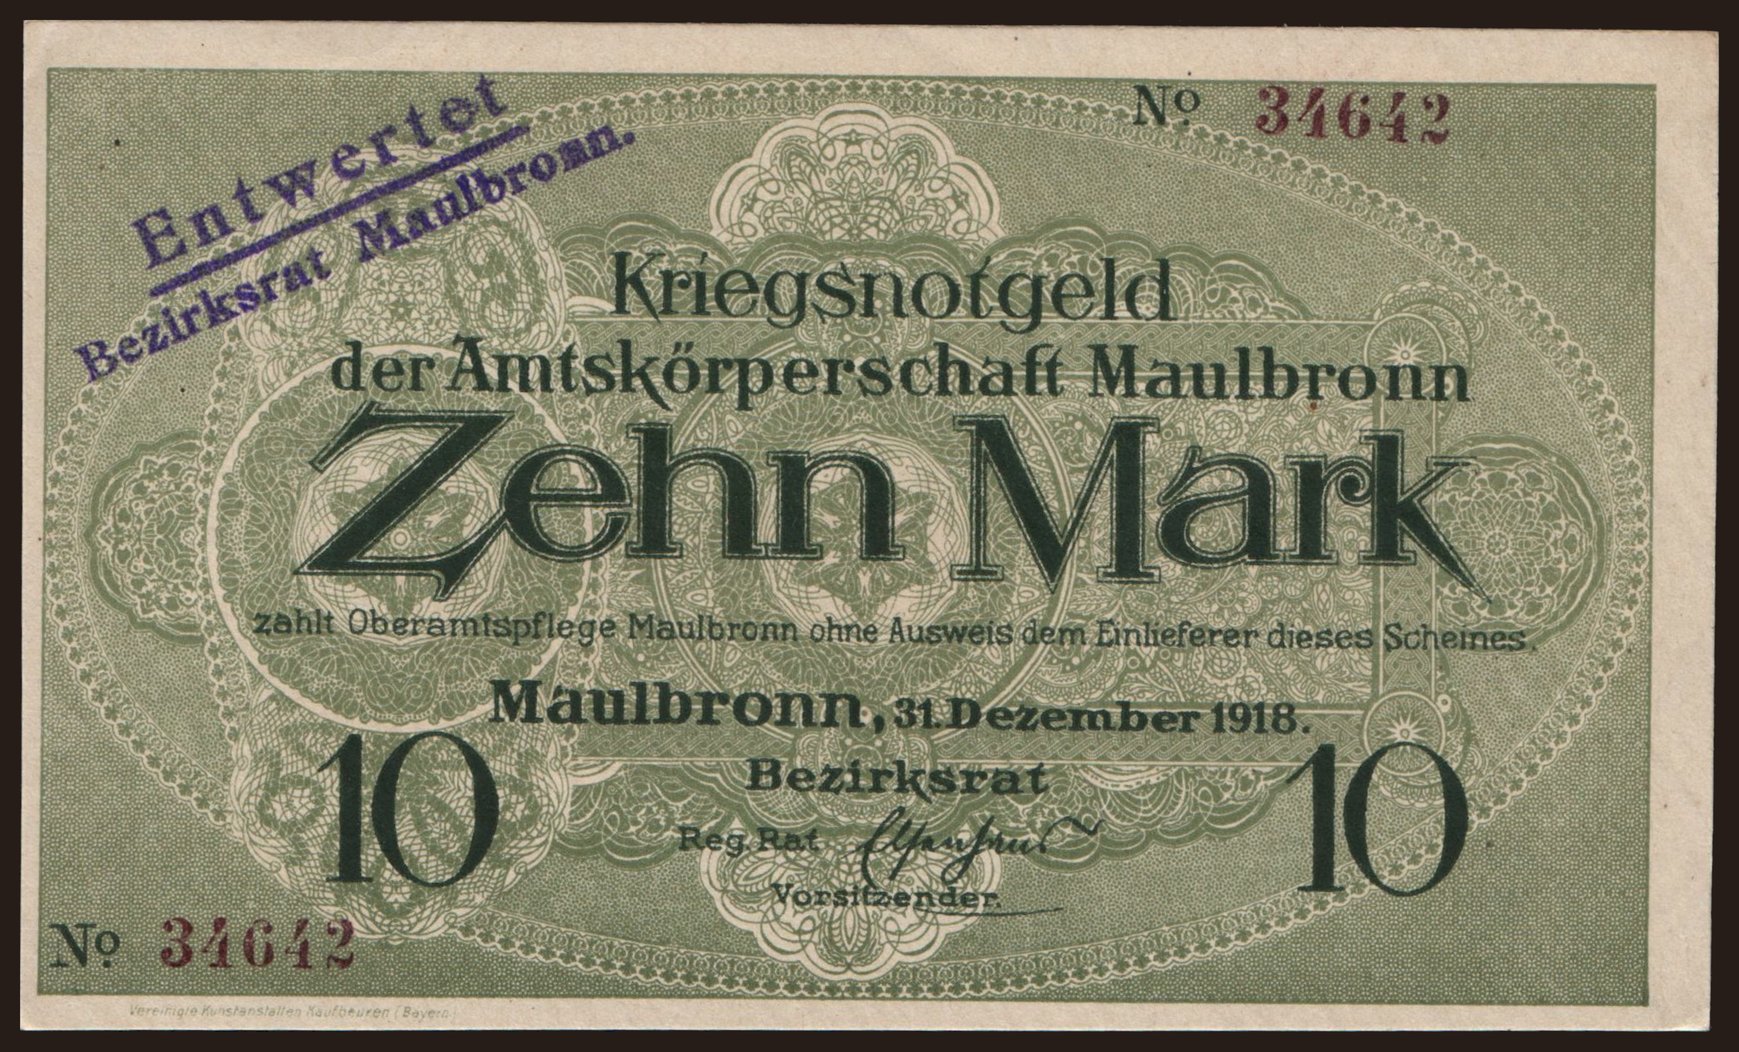 Entwertet
Bezirksrat Maulbronn.
No 34642
Kriegsnotgeld
der Amtskörperschaft Maulbronn
Zehn Mark
zahlt Oberamtspflege Maulbronn ohne Ausweis dem Einlieferer dieses Scheines.
Maulbronn, 31. Dezember 1918.
10 Bezirksrat 10
Reg. Rat
Vorsitzender.
No 34642
Vereinigte Kunstanstalten Kaufbeuren (Bayern)